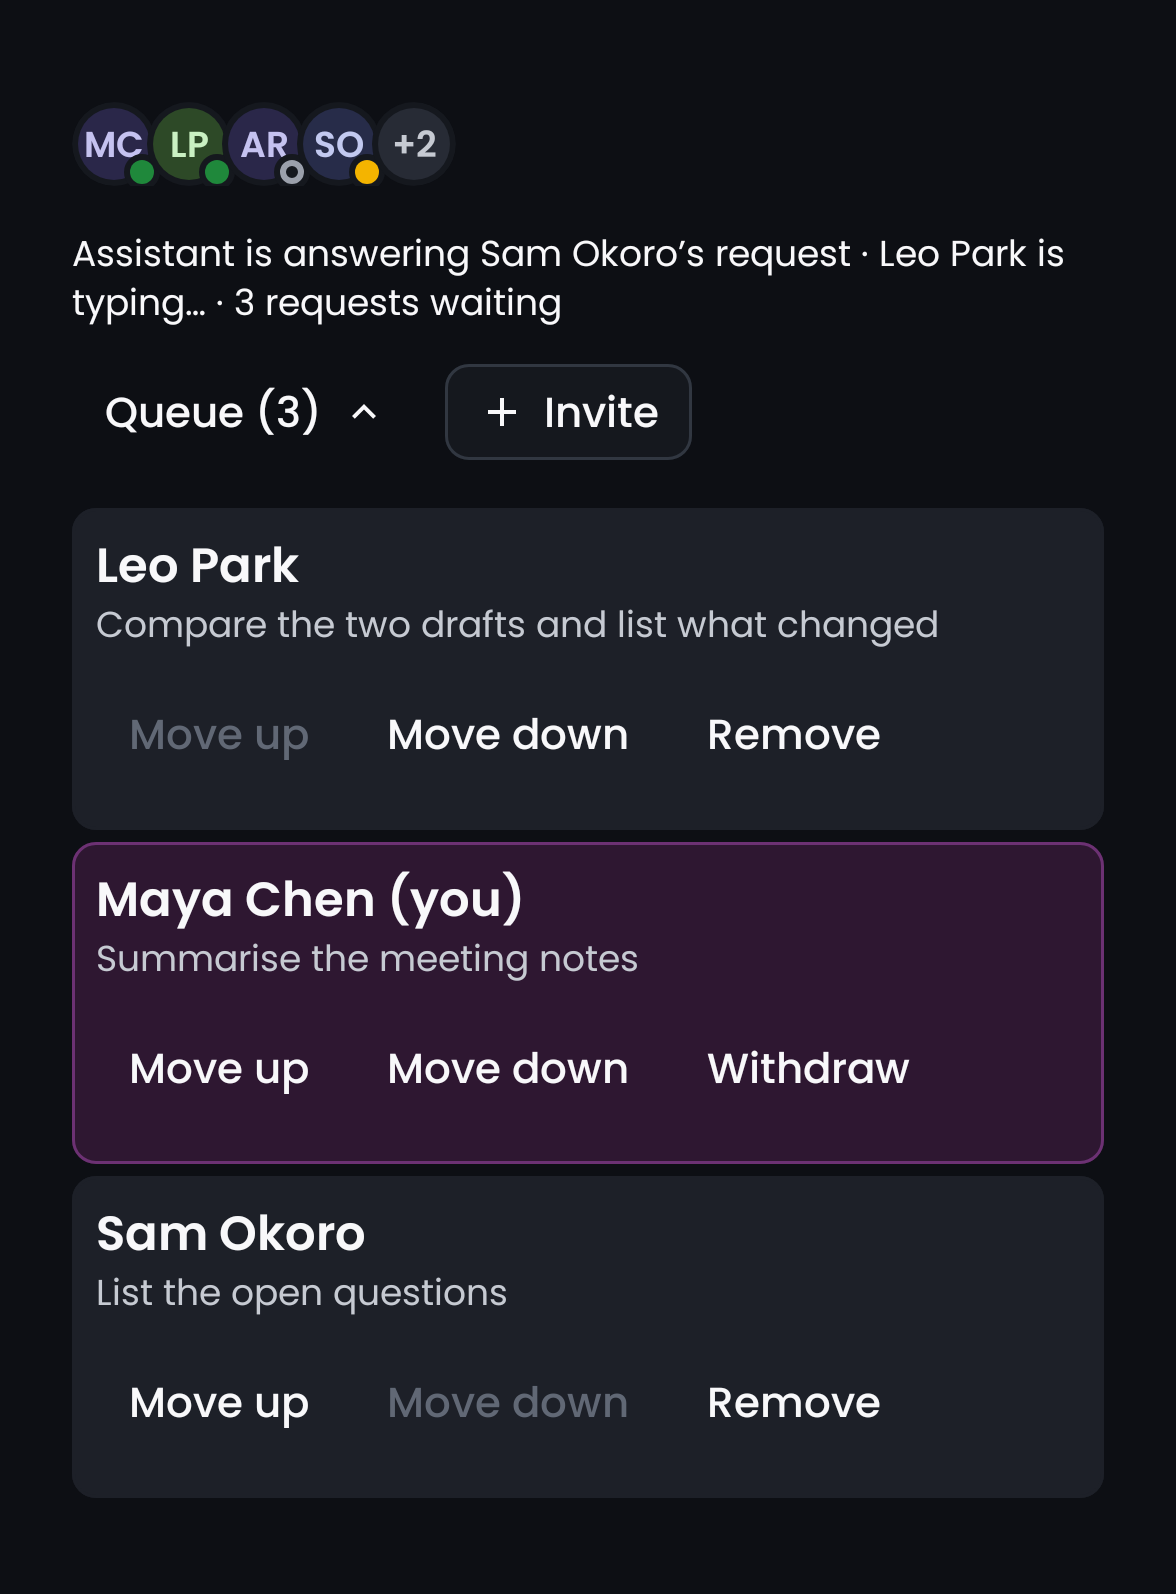 MC LP AR SO +2
Assistant is answering Sam Okoro’s request · Leo Park is
typing… · 3 requests waiting
Queue (3) Invite
Leo Park
Compare the two drafts and list what changed
Move up Move down Remove
Maya Chen (you)
Summarise the meeting notes
Move up Move down Withdraw
Sam Okoro
List the open questions
Move up Move down Remove